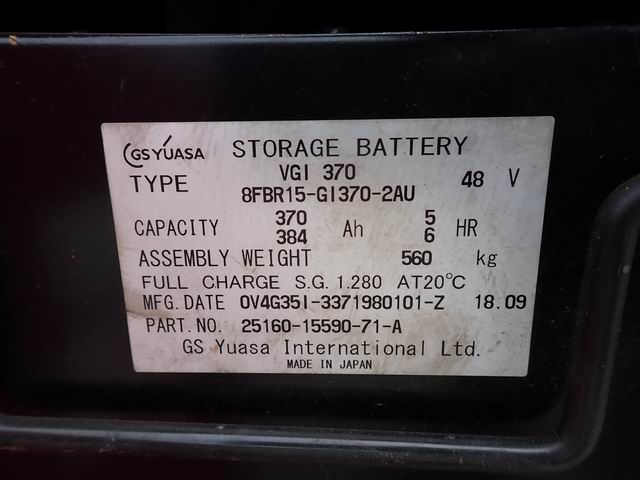 GS YUASA STORAGE BATTERY
TYPE VGI 370 48 V
8FBR15-GI370-2AU
CAPACITY 370 Ah 5 HR
384 6
ASSEMBLY WEIGHT 560 kg
FULL CHARGE S.G. 1.280 AT20℃
MFG. DATE 0V4G35I-3371980101-Z 18.09
PART. NO. 25160-15590-71-A
GS Yuasa International Ltd.
MADE IN JAPAN